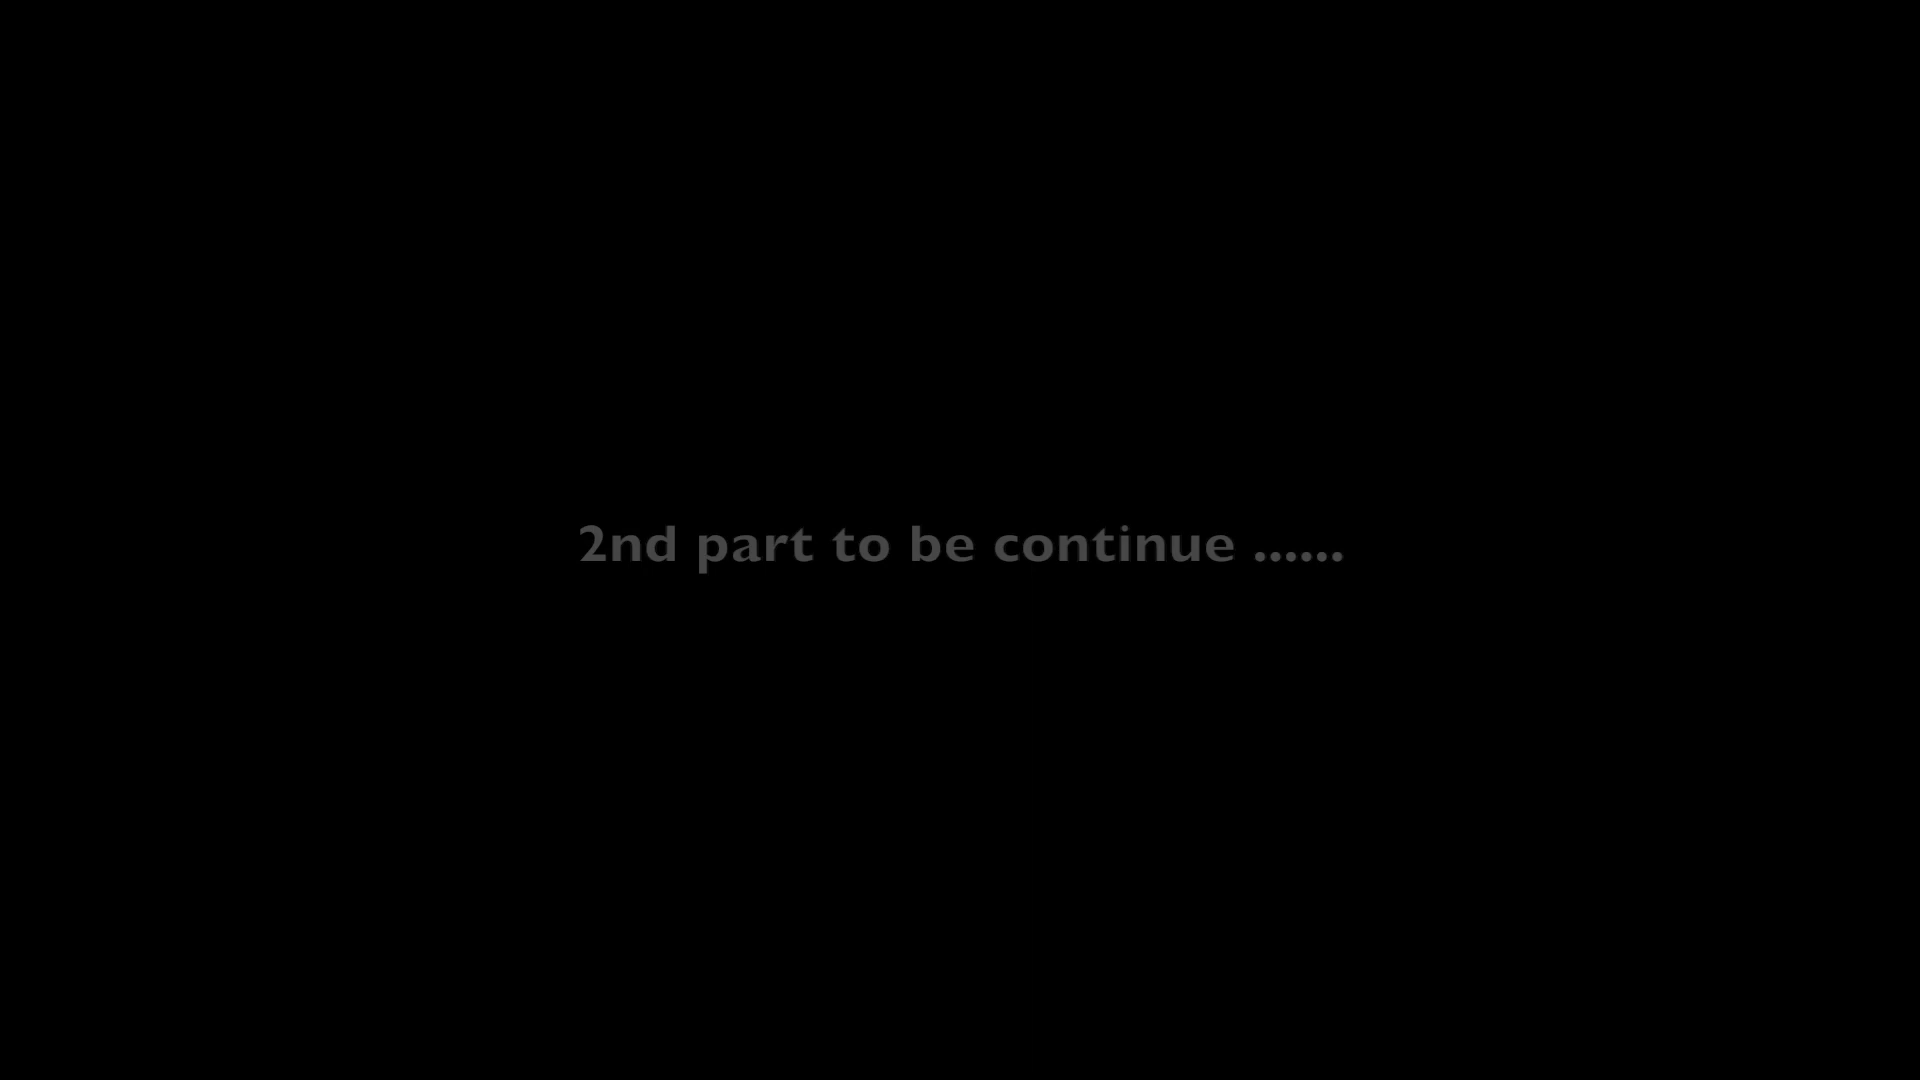 2nd part to be continue ......